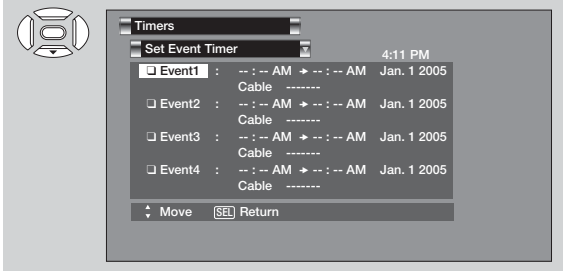 Timers
Set Event Timer
4:11 PM
❏ Event1 : -- : -- AM ➔ -- : -- AM Jan. 1 2005
Cable -------
❏ Event2 : -- : -- AM ➔ -- : -- AM Jan. 1 2005
Cable -------
❏ Event3 : -- : -- AM ➔ -- : -- AM Jan. 1 2005
Cable -------
❏ Event4 : -- : -- AM ➔ -- : -- AM Jan. 1 2005
Cable -------
Move SEL Return